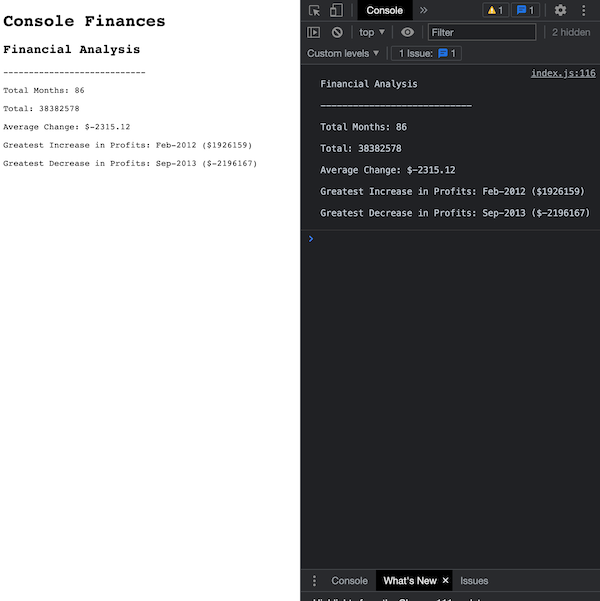 Console Finances
Financial Analysis
----------------------------
Total Months: 86
Total: 38382578
Average Change: $-2315.12
Greatest Increase in Profits: Feb-2012 ($1926159)
Greatest Decrease in Profits: Sep-2013 ($-2196167)
Console
1
1
top
Filter
2 hidden
Custom levels
1 Issue:
1
index.js:116
Financial Analysis
----------------------------
Total Months: 86
Total: 38382578
Average Change: $-2315.12
Greatest Increase in Profits: Feb-2012 ($1926159)
Greatest Decrease in Profits: Sep-2013 ($-2196167)
Console
What's New
Issues